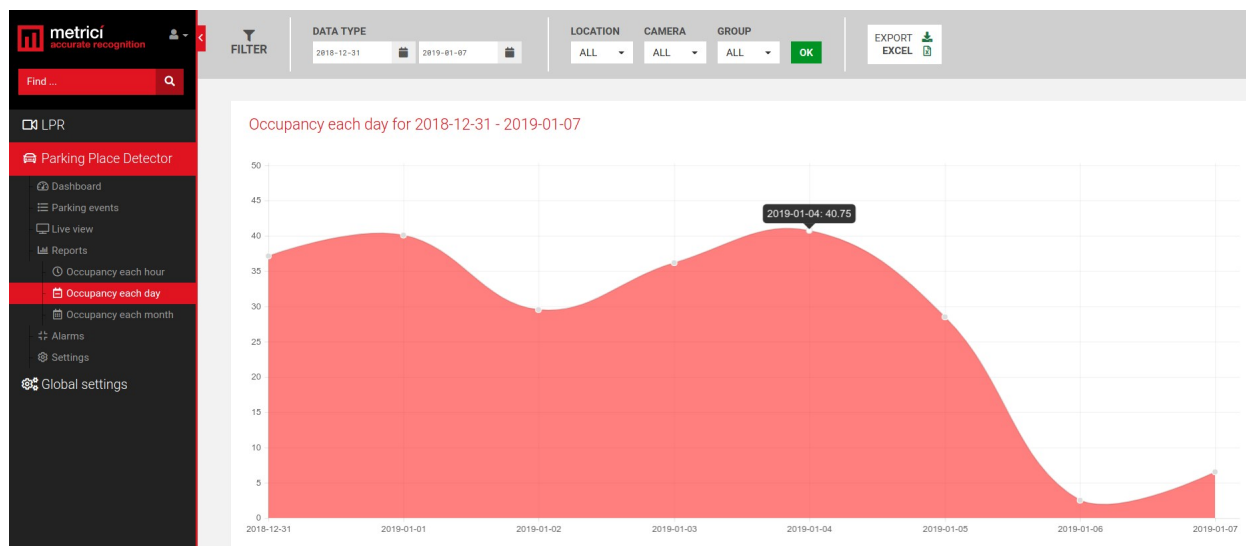 metrici
accurate recognition
Find ...
LPR
Parking Place Detector
Dashboard
Parking events
Live view
Reports
Occupancy each hour
Occupancy each day
Occupancy each month
Alarms
Settings
Global settings
FILTER
DATA TYPE
2018-12-31
2019-01-07
LOCATION
ALL
CAMERA
ALL
GROUP
ALL
OK
EXPORT
EXCEL
Occupancy each day for 2018-12-31 - 2019-01-07
50
45
40
35
30
25
20
15
10
5
0
2019-01-04: 40.75
2018-12-31 2019-01-01 2019-01-02 2019-01-03 2019-01-04 2019-01-05 2019-01-06 2019-01-07